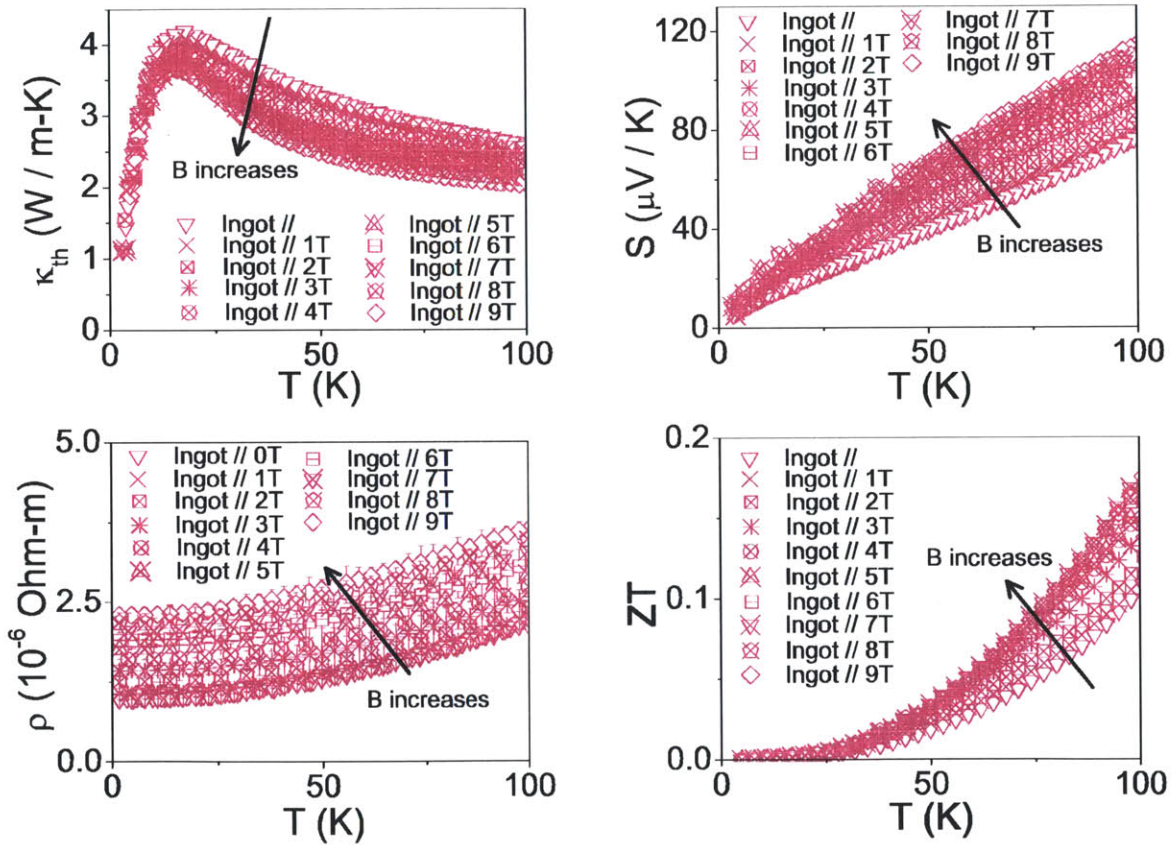 κth (W / m-K)
4
3
2
1
0
B increases
Ingot //
Ingot // 1T
Ingot // 2T
Ingot // 3T
Ingot // 4T
Ingot // 5T
Ingot // 6T
Ingot // 7T
Ingot // 8T
Ingot // 9T
0
50
100
T (K)
S (μV / K)
120
80
40
0
Ingot //
Ingot // 1T
Ingot // 2T
Ingot // 3T
Ingot // 4T
Ingot // 5T
Ingot // 6T
Ingot // 7T
Ingot // 8T
Ingot // 9T
B increases
0
50
100
T (K)
ρ (10⁻⁶ Ohm-m)
5.0
2.5
0.0
Ingot // 0T
Ingot // 1T
Ingot // 2T
Ingot // 3T
Ingot // 4T
Ingot // 5T
Ingot // 6T
Ingot // 7T
Ingot // 8T
Ingot // 9T
B increases
0
50
100
T (K)
ZT
0.2
0.1
0.0
Ingot //
Ingot // 1T
Ingot // 2T
Ingot // 3T
Ingot // 4T
Ingot // 5T
Ingot // 6T
Ingot // 7T
Ingot // 8T
Ingot // 9T
B increases
0
50
100
T (K)